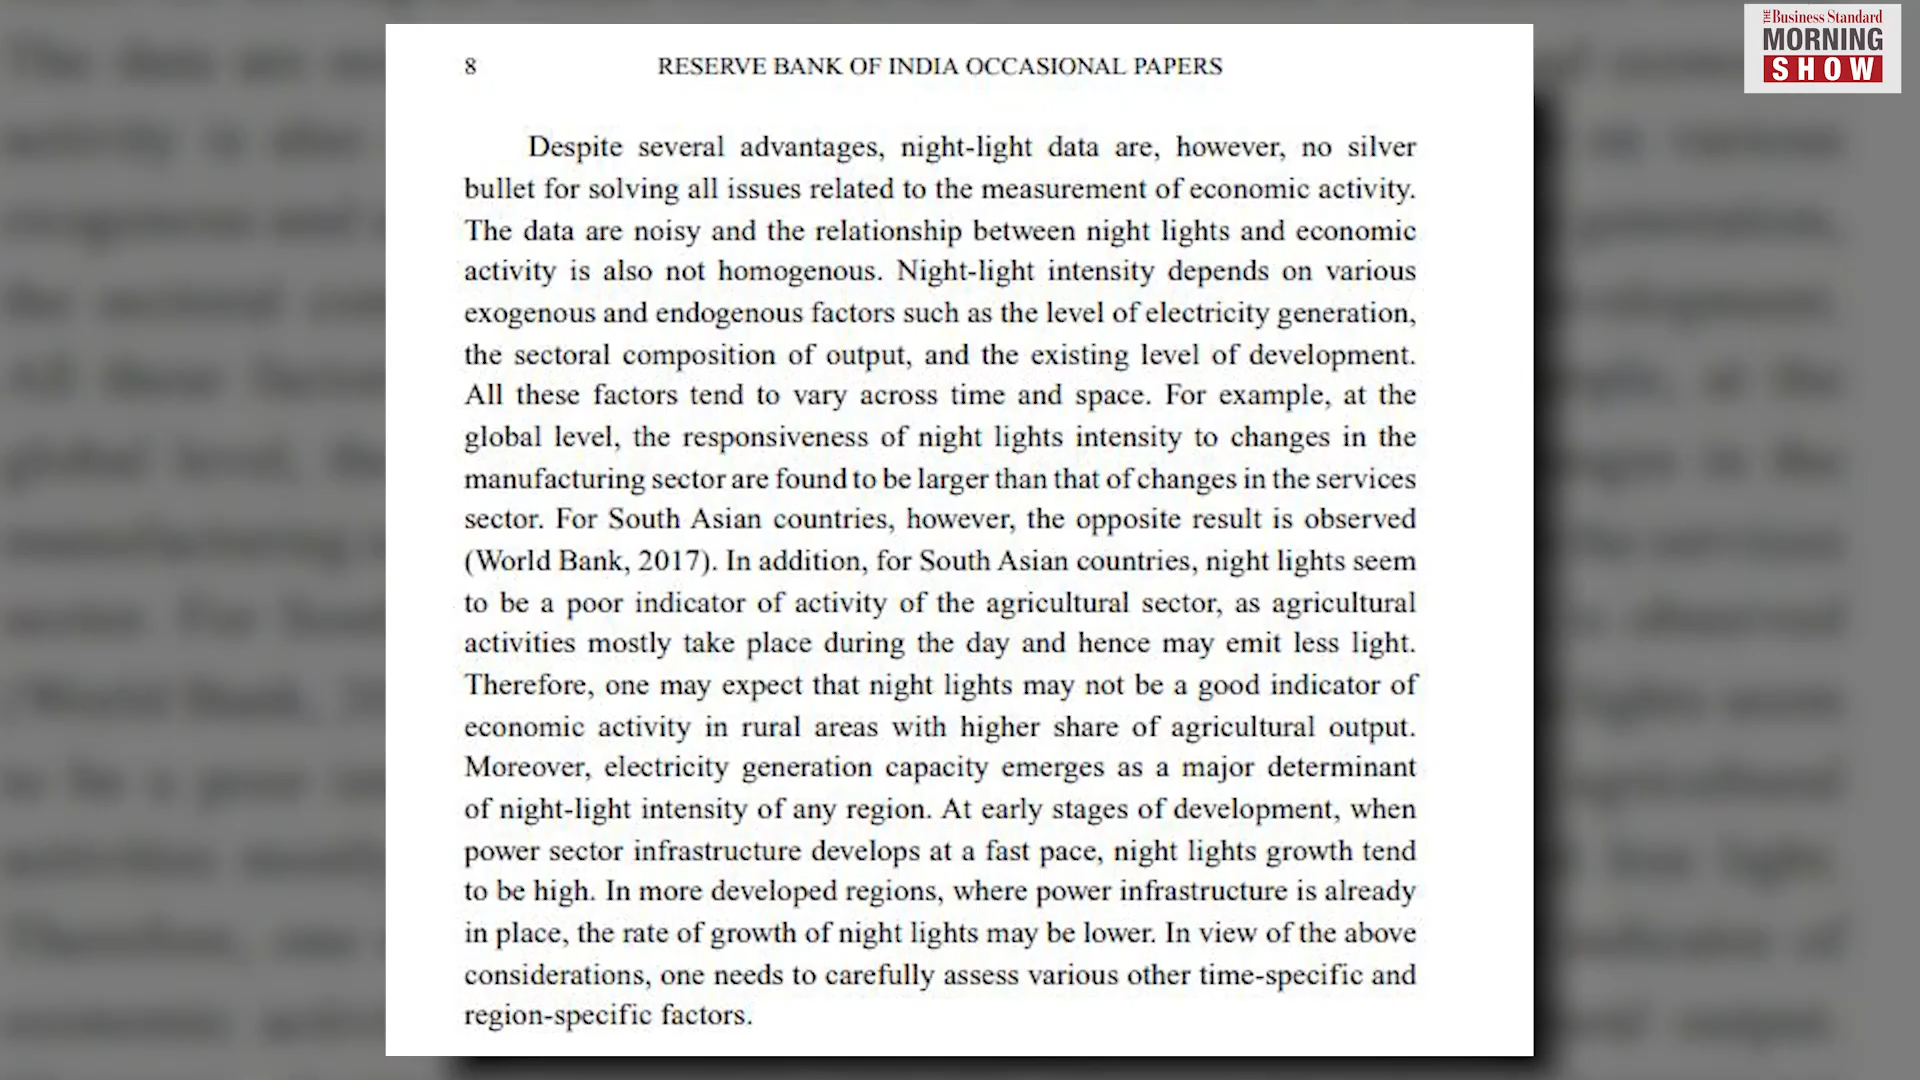 THE Business Standard
MORNING
SHOW
8 RESERVE BANK OF INDIA OCCASIONAL PAPERS
Despite several advantages, night-light data are, however, no silver
bullet for solving all issues related to the measurement of economic activity.
The data are noisy and the relationship between night lights and economic
activity is also not homogenous. Night-light intensity depends on various
exogenous and endogenous factors such as the level of electricity generation,
the sectoral composition of output, and the existing level of development.
All these factors tend to vary across time and space. For example, at the
global level, the responsiveness of night lights intensity to changes in the
manufacturing sector are found to be larger than that of changes in the services
sector. For South Asian countries, however, the opposite result is observed
(World Bank, 2017). In addition, for South Asian countries, night lights seem
to be a poor indicator of activity of the agricultural sector, as agricultural
activities mostly take place during the day and hence may emit less light.
Therefore, one may expect that night lights may not be a good indicator of
economic activity in rural areas with higher share of agricultural output.
Moreover, electricity generation capacity emerges as a major determinant
of night-light intensity of any region. At early stages of development, when
power sector infrastructure develops at a fast pace, night lights growth tend
to be high. In more developed regions, where power infrastructure is already
in place, the rate of growth of night lights may be lower. In view of the above
considerations, one needs to carefully assess various other time-specific and
region-specific factors.